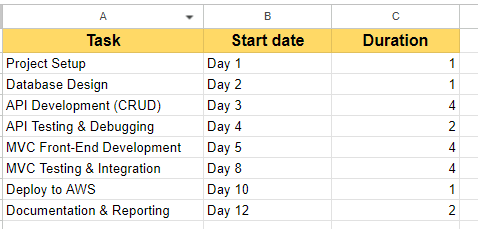 A B C
Task Start date Duration
Project Setup Day 1 1
Database Design Day 2 1
API Development (CRUD) Day 3 4
API Testing & Debugging Day 4 2
MVC Front-End Development Day 5 4
MVC Testing & Integration Day 8 4
Deploy to AWS Day 10 1
Documentation & Reporting Day 12 2